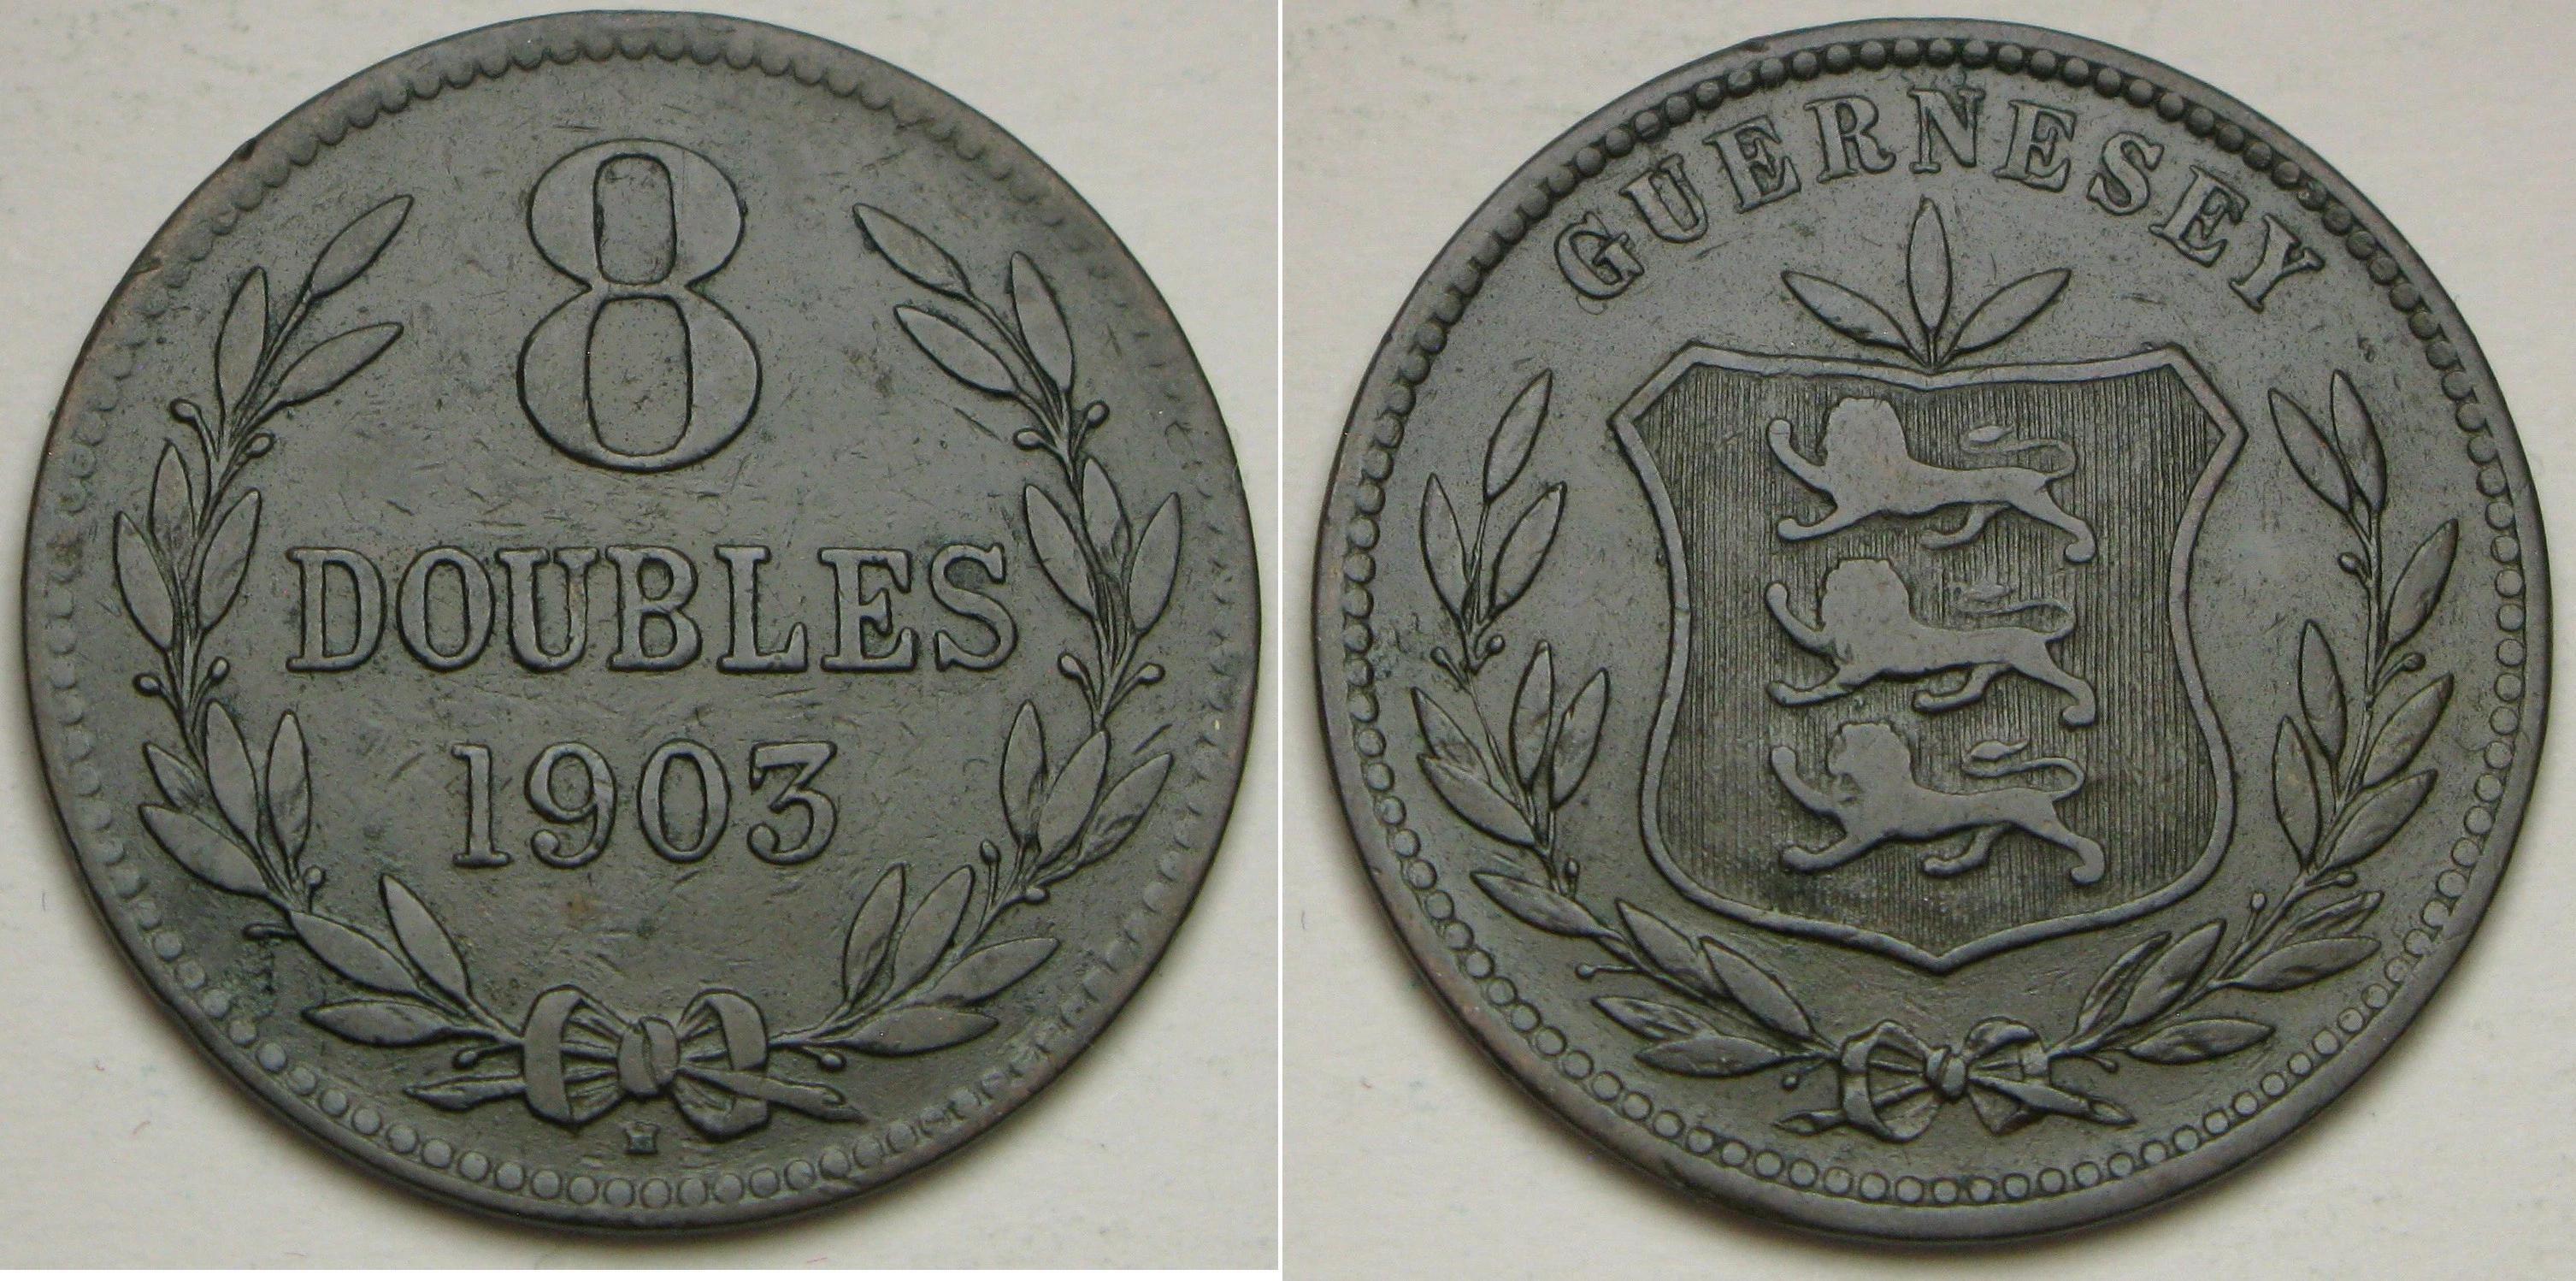 8
DOUBLES
1903
H
GUERNESEY